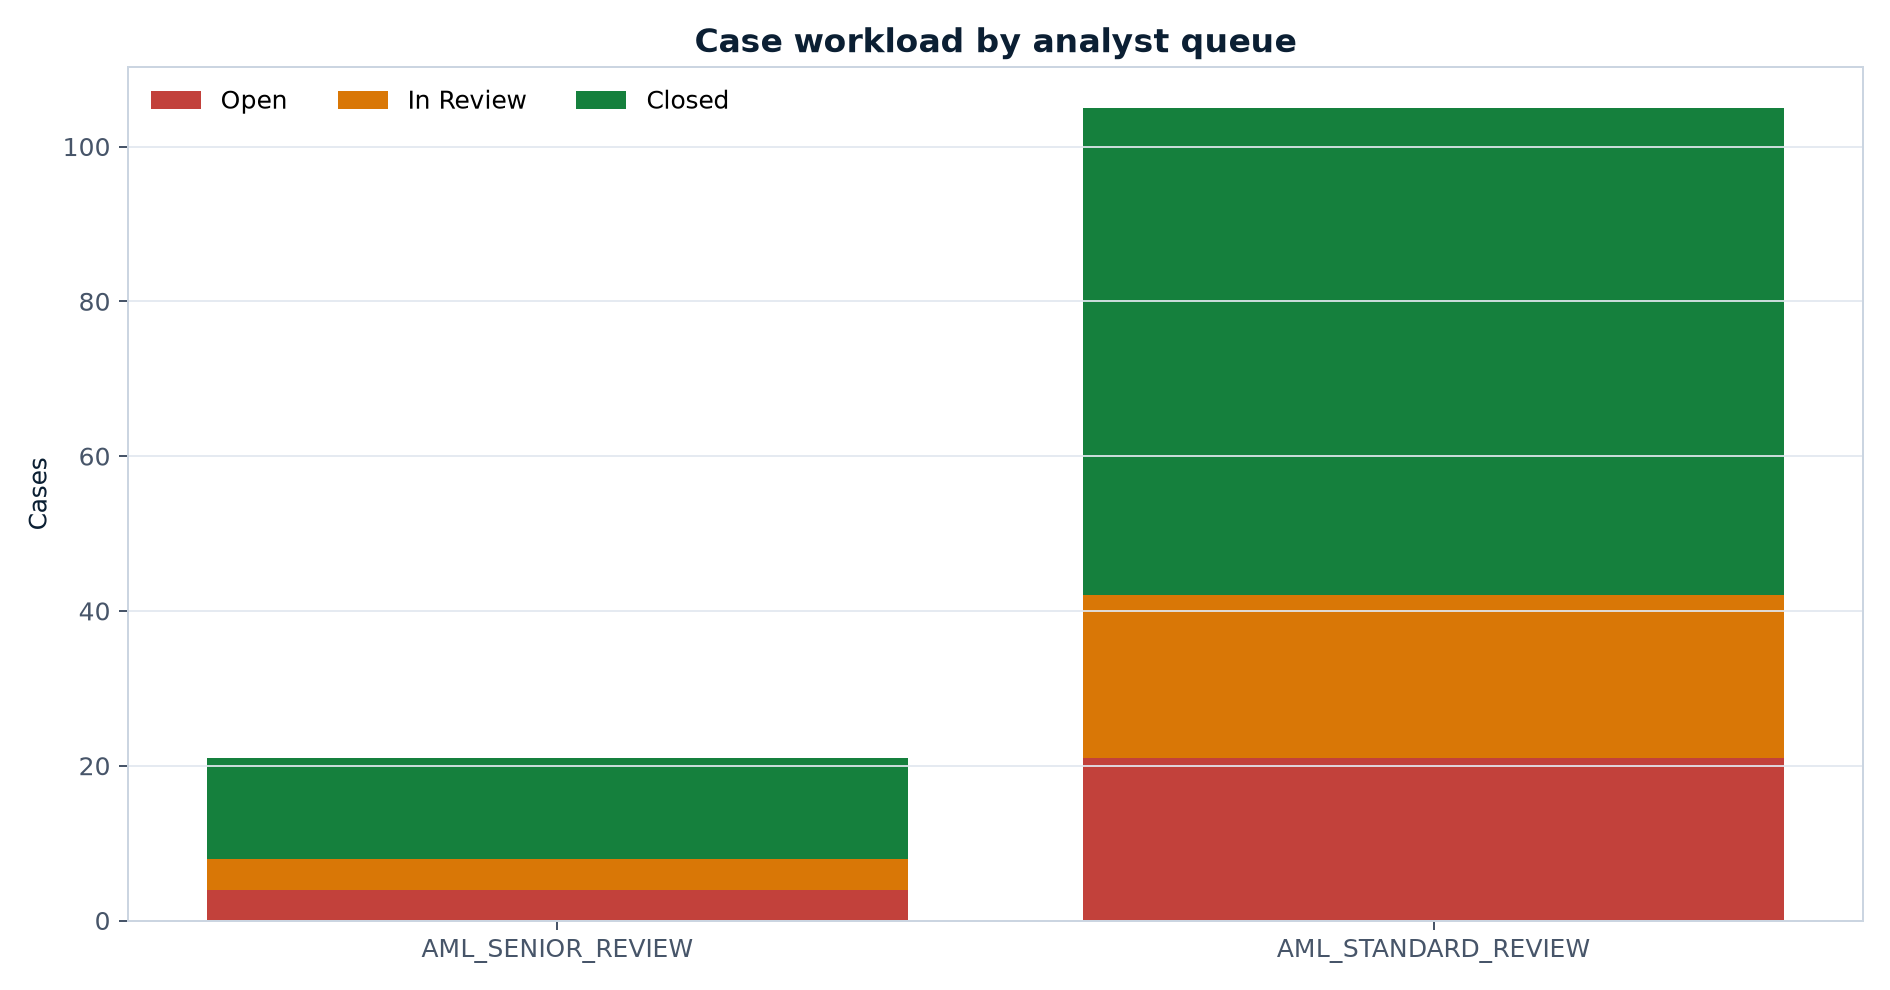 Case workload by analyst queue
Open In Review Closed
100
80
60
40
20
0
Cases
AML_SENIOR_REVIEW AML_STANDARD_REVIEW